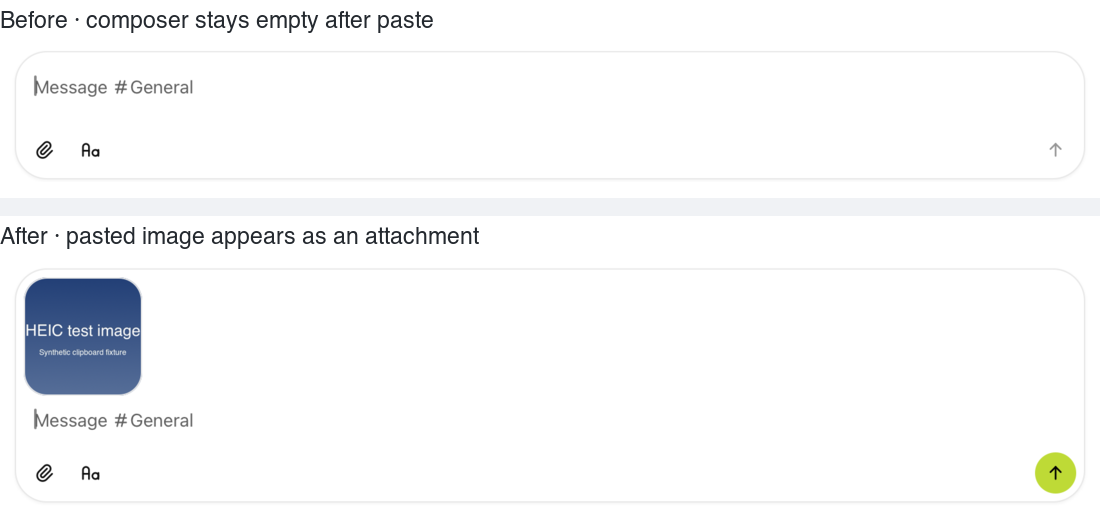 Before · composer stays empty after paste
Message #General
Aa
After · pasted image appears as an attachment
HEIC test image
Synthetic clipboard fixture
Message #General
Aa